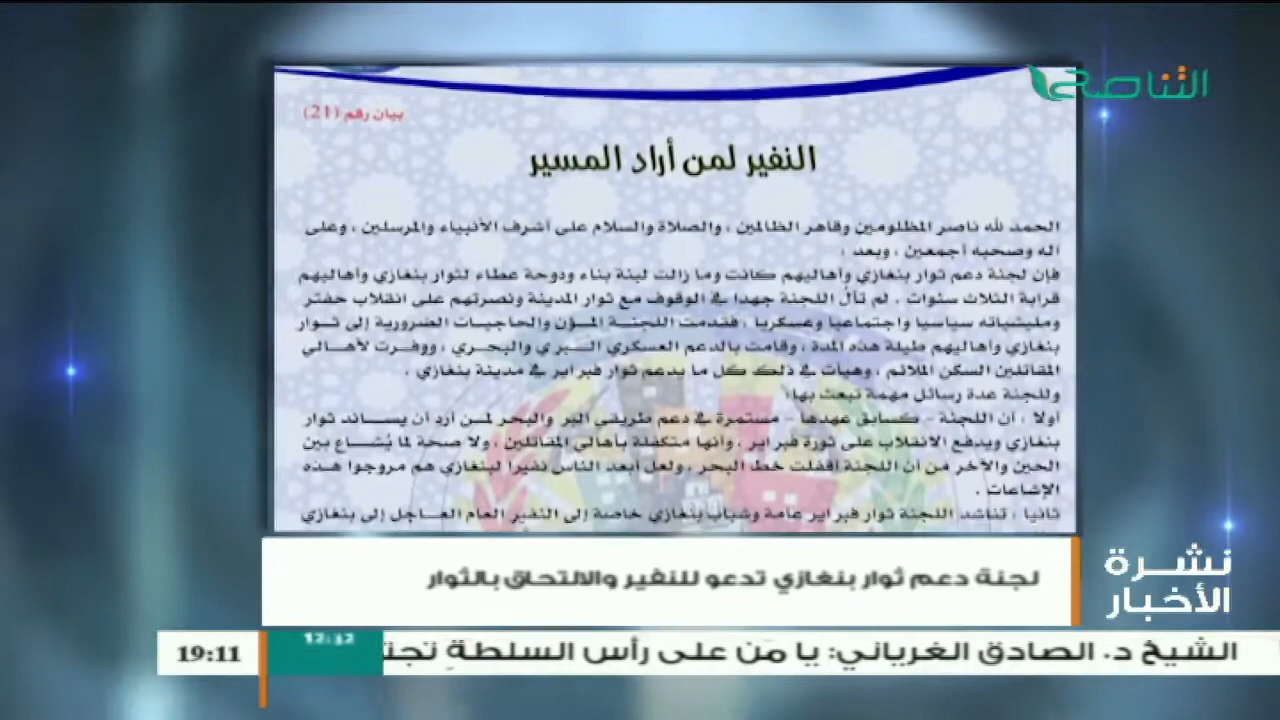 التناصح
بيان رقم (21)
النفير لمن أراد المسير
الحمد لله ناصر المظلومين وقاهر الظالمين ، والصلاة والسلام على أشرف الأنبياء والمرسلين ، وعلى
آله وصحبه أجمعين ، وبعد :
فإن لجنة دعم ثوار بنغازي وأهاليهم كانت وما زالت لبنة بناء ودوحة عطاء لثوار بنغازي وأهاليهم
قرابة الثلاث سنوات . لم تألُ اللجنة جهدا في الوقوف مع ثوار المدينة ونصرتهم على انقلاب حفتر
ومليشياته سياسيا واجتماعيا وعسكريا ، فقدمت اللجنة المؤن والحاجيات الضرورية إلى ثوار
بنغازي وأهاليهم طيلة هذه المدة ، وقامت بالدعم العسكري البري والبحري ، ووفرت لأهالي
المقاتلين السكن الملائم ، وهيأت في ذلك كل ما يدعم ثوار فبراير في مدينة بنغازي .
وللجنة عدة رسائل مهمة تبعث بها:
أولا : أن اللجنة - كسابق عهدها - مستمرة في دعم طريقي البر والبحر لمن أرد أن يساند ثوار
بنغازي ويدفع الانقلاب على ثورة فبراير ، وأنها متكفلة بأهالي المقاتلين ، ولا صحة لما يُشاع بين
الحين والآخر من أن اللجنة أقفلت خط البحر ، ولعل أبعد الناس نفيرا لبنغازي هم مروجوا هذه
الإشاعات .
ثانيا : تناشد اللجنة ثوار فبراير عامة وشباب بنغازي خاصة إلى النفير العام العاجل إلى بنغازي
لجنة دعم ثوار بنغازي تدعو للنفير والالتحاق بالثوار
نشرة
الأخبار
الشيخ د. الصادق الغرياني: يا مَن على رأس السلطةِ تجتـ
19:11